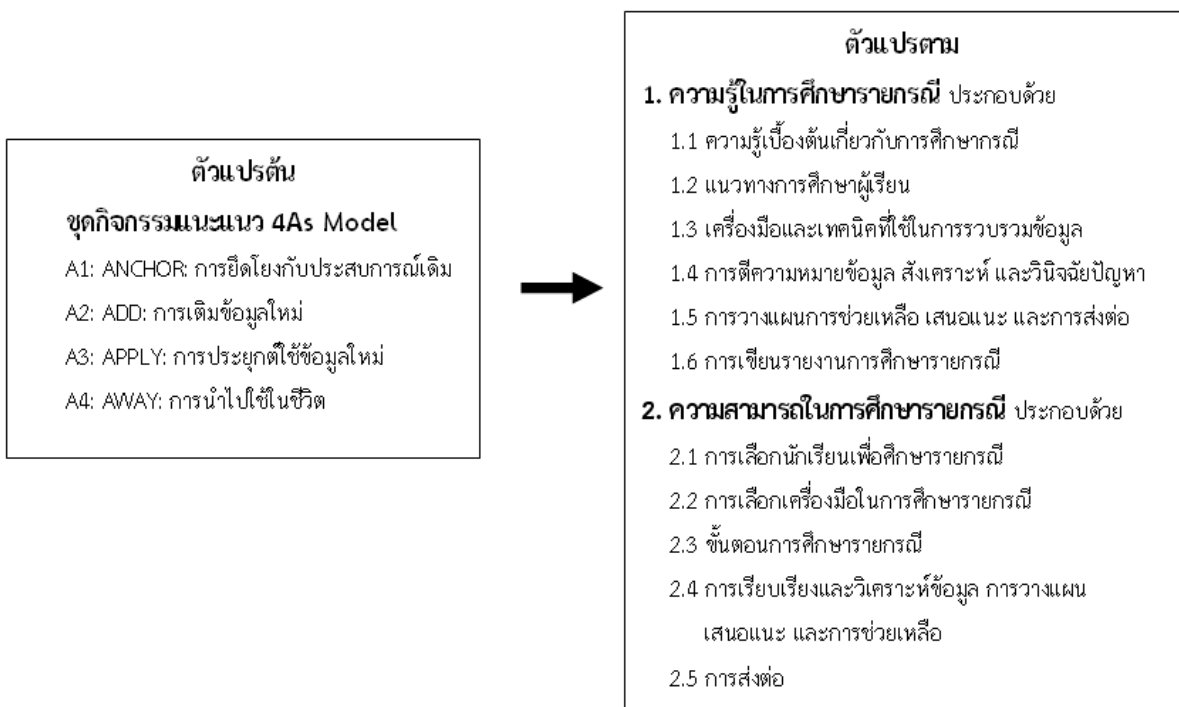 ตัวแปรต้น
ชุดกิจกรรมแนะแนว 4As Model
A1: ANCHOR: การยึดโยงกับประสบการณ์เดิม
A2: ADD: การเติมข้อมูลใหม่
A3: APPLY: การประยุกต์ใช้ข้อมูลใหม่
A4: AWAY: การนำไปใช้ในชีวิต
ตัวแปรตาม
1. ความรู้ในการศึกษารายกรณี ประกอบด้วย
1.1 ความรู้เบื้องต้นเกี่ยวกับการศึกษากรณี
1.2 แนวทางการศึกษาผู้เรียน
1.3 เครื่องมือและเทคนิคที่ใช้ในการรวบรวมข้อมูล
1.4 การตีความหมายข้อมูล สังเคราะห์ และวินิจฉัยปัญหา
1.5 การวางแผนการช่วยเหลือ เสนอแนะ และการส่งต่อ
1.6 การเขียนรายงานการศึกษารายกรณี
2. ความสามารถในการศึกษารายกรณี ประกอบด้วย
2.1 การเลือกนักเรียนเพื่อศึกษารายกรณี
2.2 การเลือกเครื่องมือในการศึกษารายกรณี
2.3 ขั้นตอนการศึกษารายกรณี
2.4 การเรียบเรียงและวิเคราะห์ข้อมูล การวางแผน
เสนอแนะ และการช่วยเหลือ
2.5 การส่งต่อ